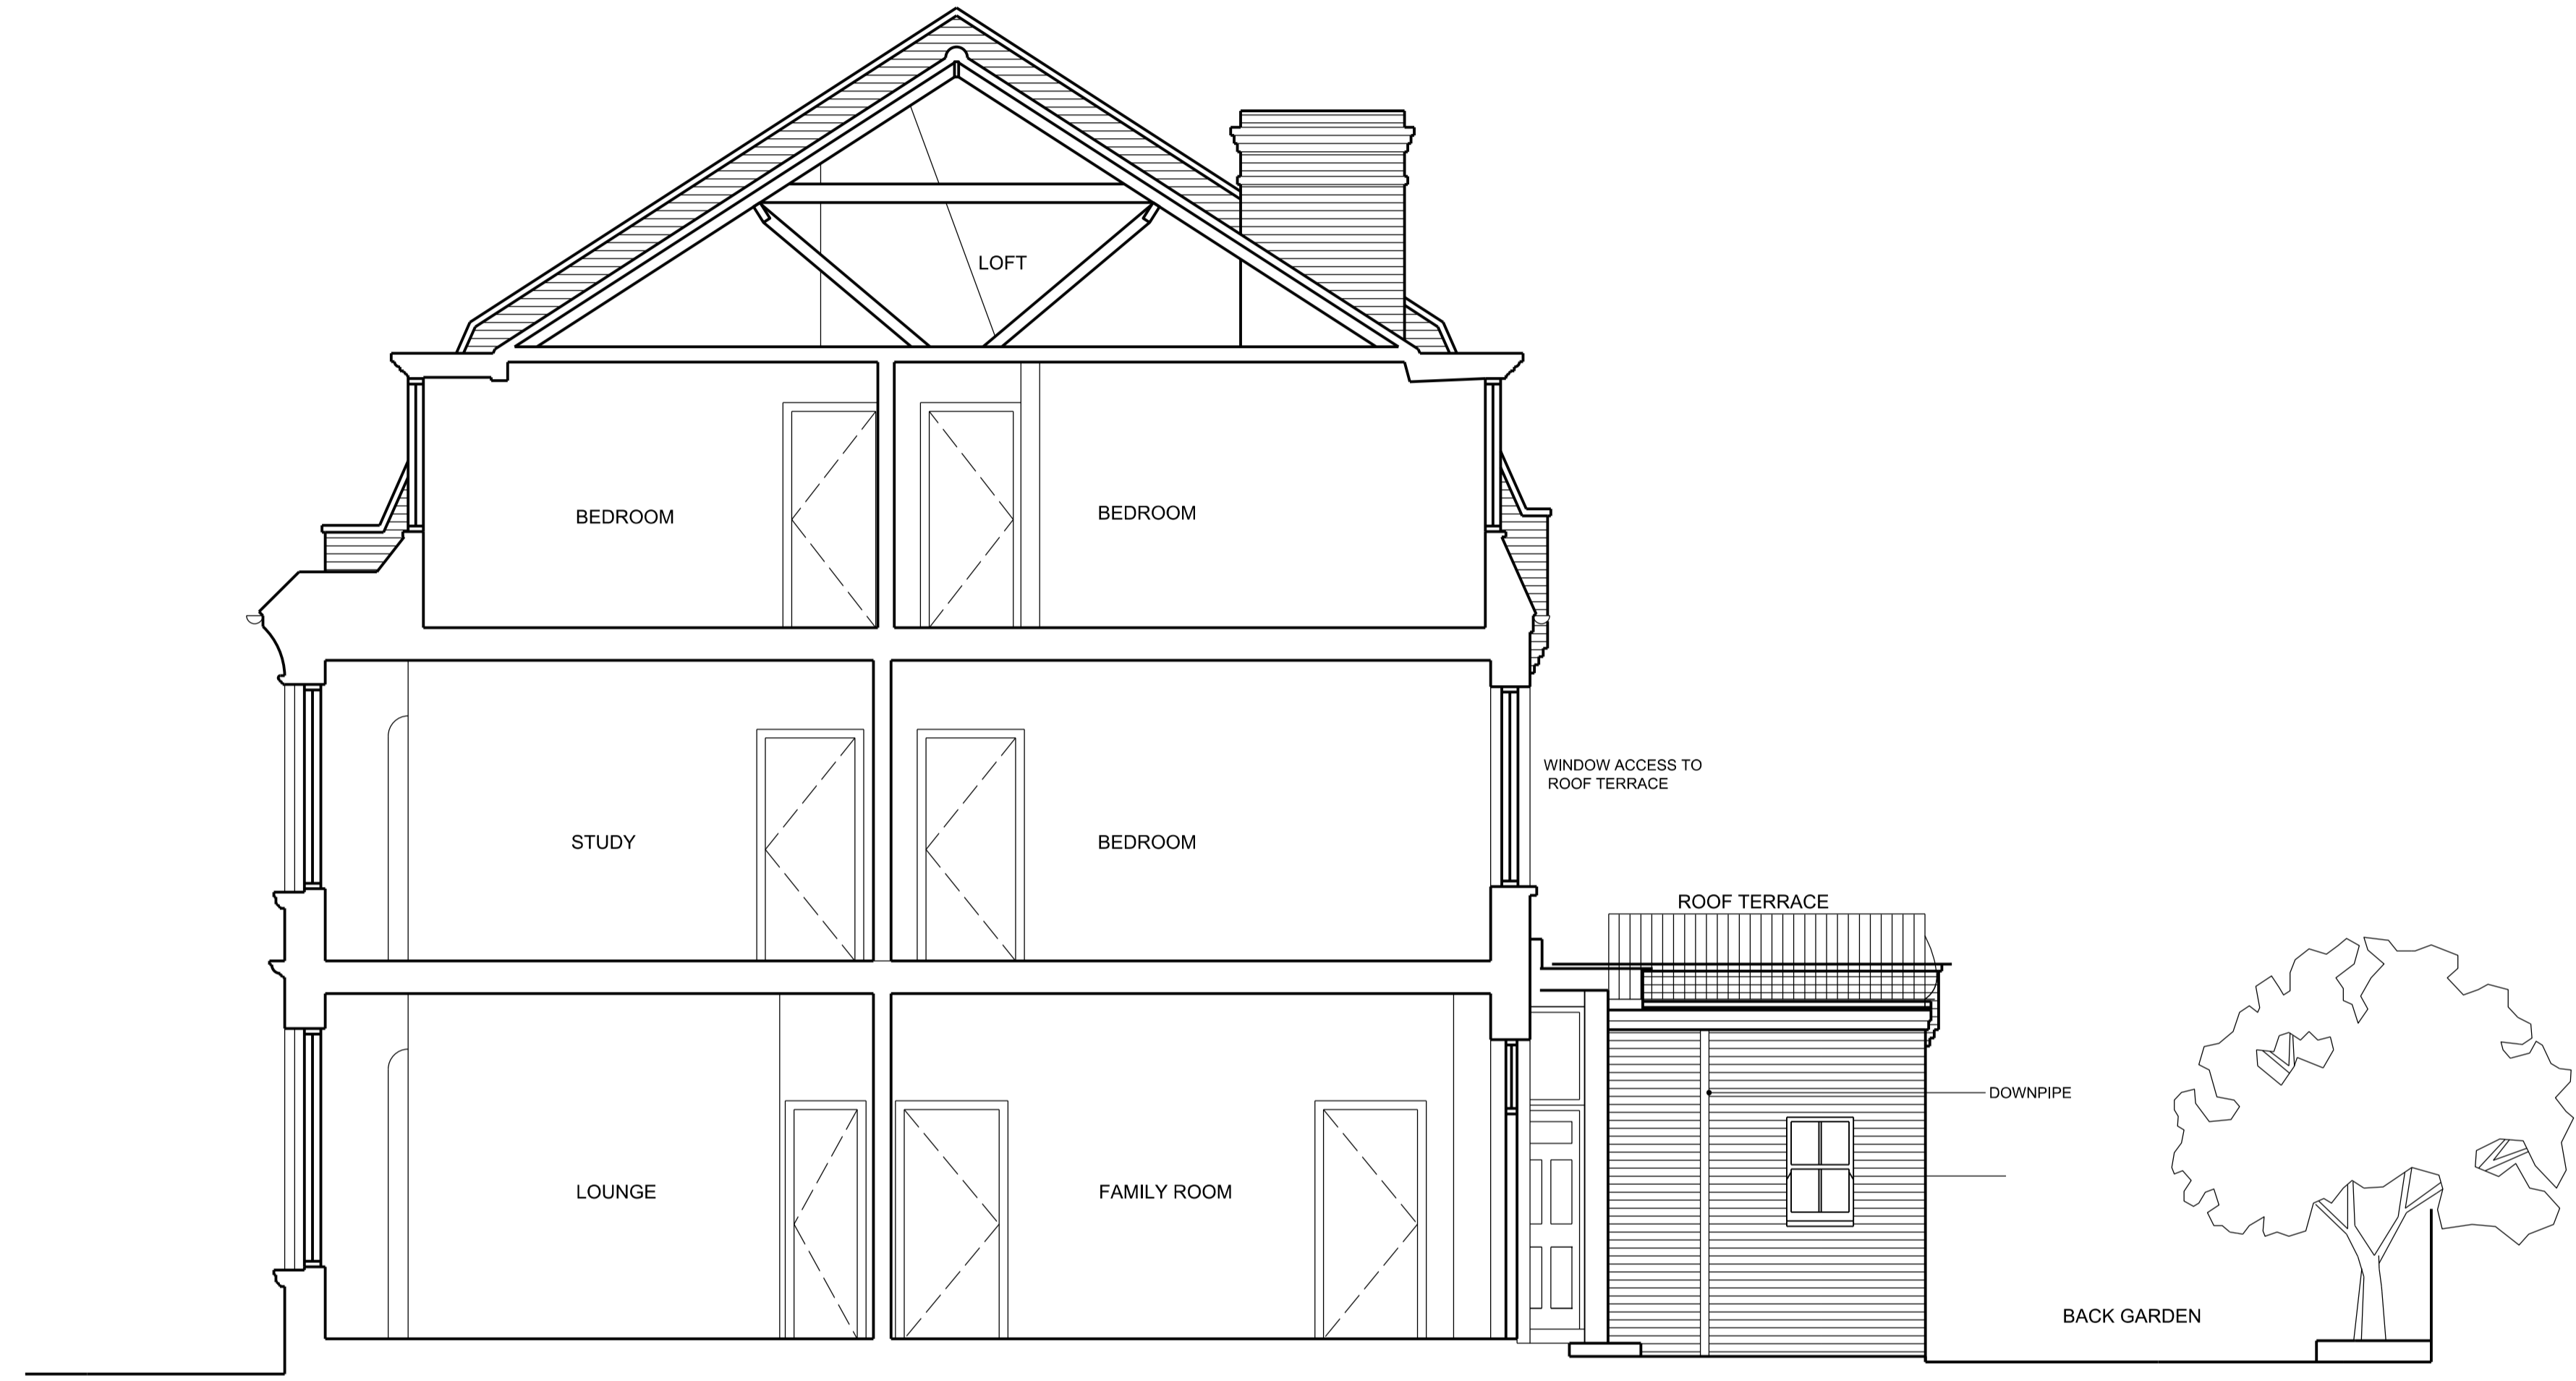 LOFT
BEDROOM
BEDROOM
WINDOW ACCESS TO
ROOF TERRACE
STUDY
BEDROOM
ROOF TERRACE
DOWNPIPE
LOUNGE
FAMILY ROOM
BACK GARDEN